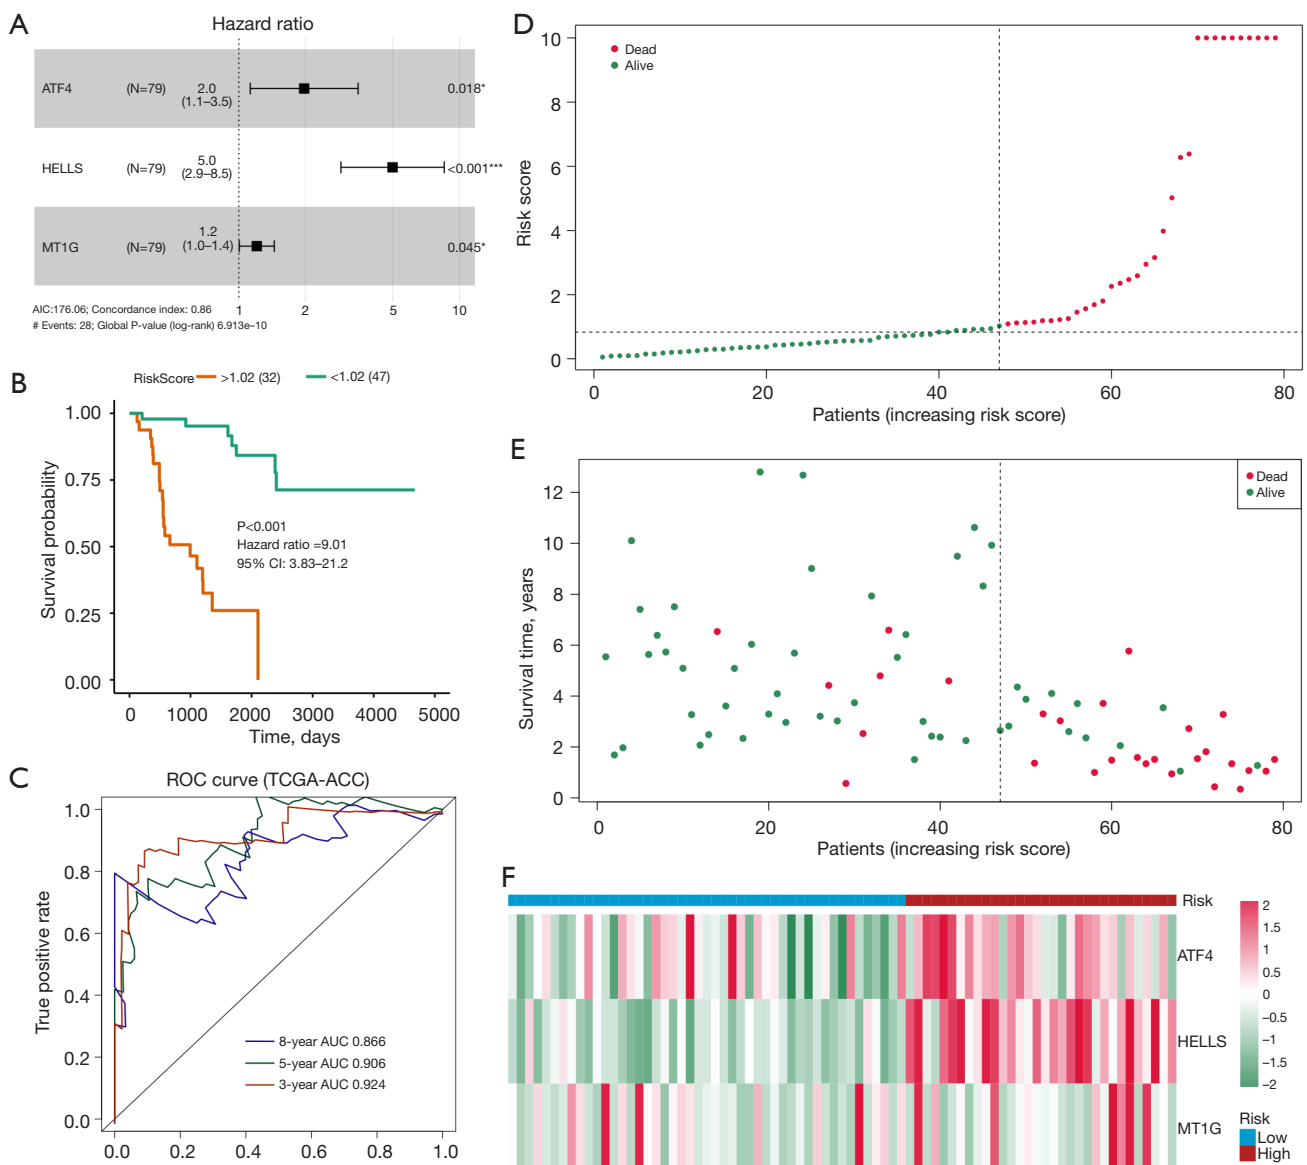 A
Hazard ratio
ATF4 (N=79) 2.0 (1.1–3.5) 0.018*
HELLS (N=79) 5.0 (2.9–8.5) <0.001***
MT1G (N=79) 1.2 (1.0–1.4) 0.045*
AIC:176.06; Concordance index: 0.86
1 2 5 10
# Events: 28; Global P-value (log-rank) 6.913e–10
B
RiskScore >1.02 (32) <1.02 (47)
Survival probability
1.00
0.75
0.50
0.25
0.00
P<0.001
Hazard ratio =9.01
95% CI: 3.83–21.2
0 1000 2000 3000 4000 5000
Time, days
C
ROC curve (TCGA-ACC)
True positive rate
1.0
0.8
0.6
0.4
0.2
0.0
8-year AUC 0.866
5-year AUC 0.906
3-year AUC 0.924
0.0 0.2 0.4 0.6 0.8 1.0
D
Dead
Alive
Risk score
10
8
6
4
2
0
0 20 40 60 80
Patients (increasing risk score)
E
Dead
Alive
Survival time, years
12
10
8
6
4
2
0
0 20 40 60 80
Patients (increasing risk score)
F
Risk
ATF4
HELLS
MT1G
2
1.5
1
0.5
0
–0.5
–1
–1.5
–2
Risk
Low
High